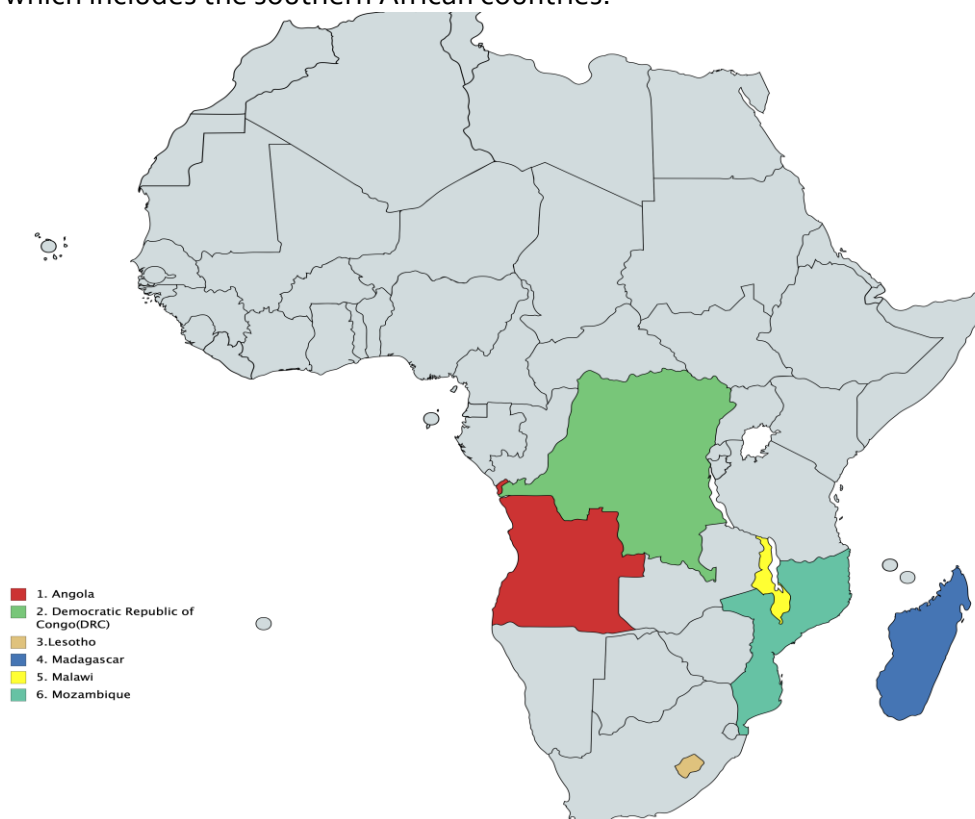 which includes the southern African countries.
1. Angola
2. Democratic Republic of
Congo(DRC)
3.Lesotho
4. Madagascar
5. Malawi
6. Mozambique